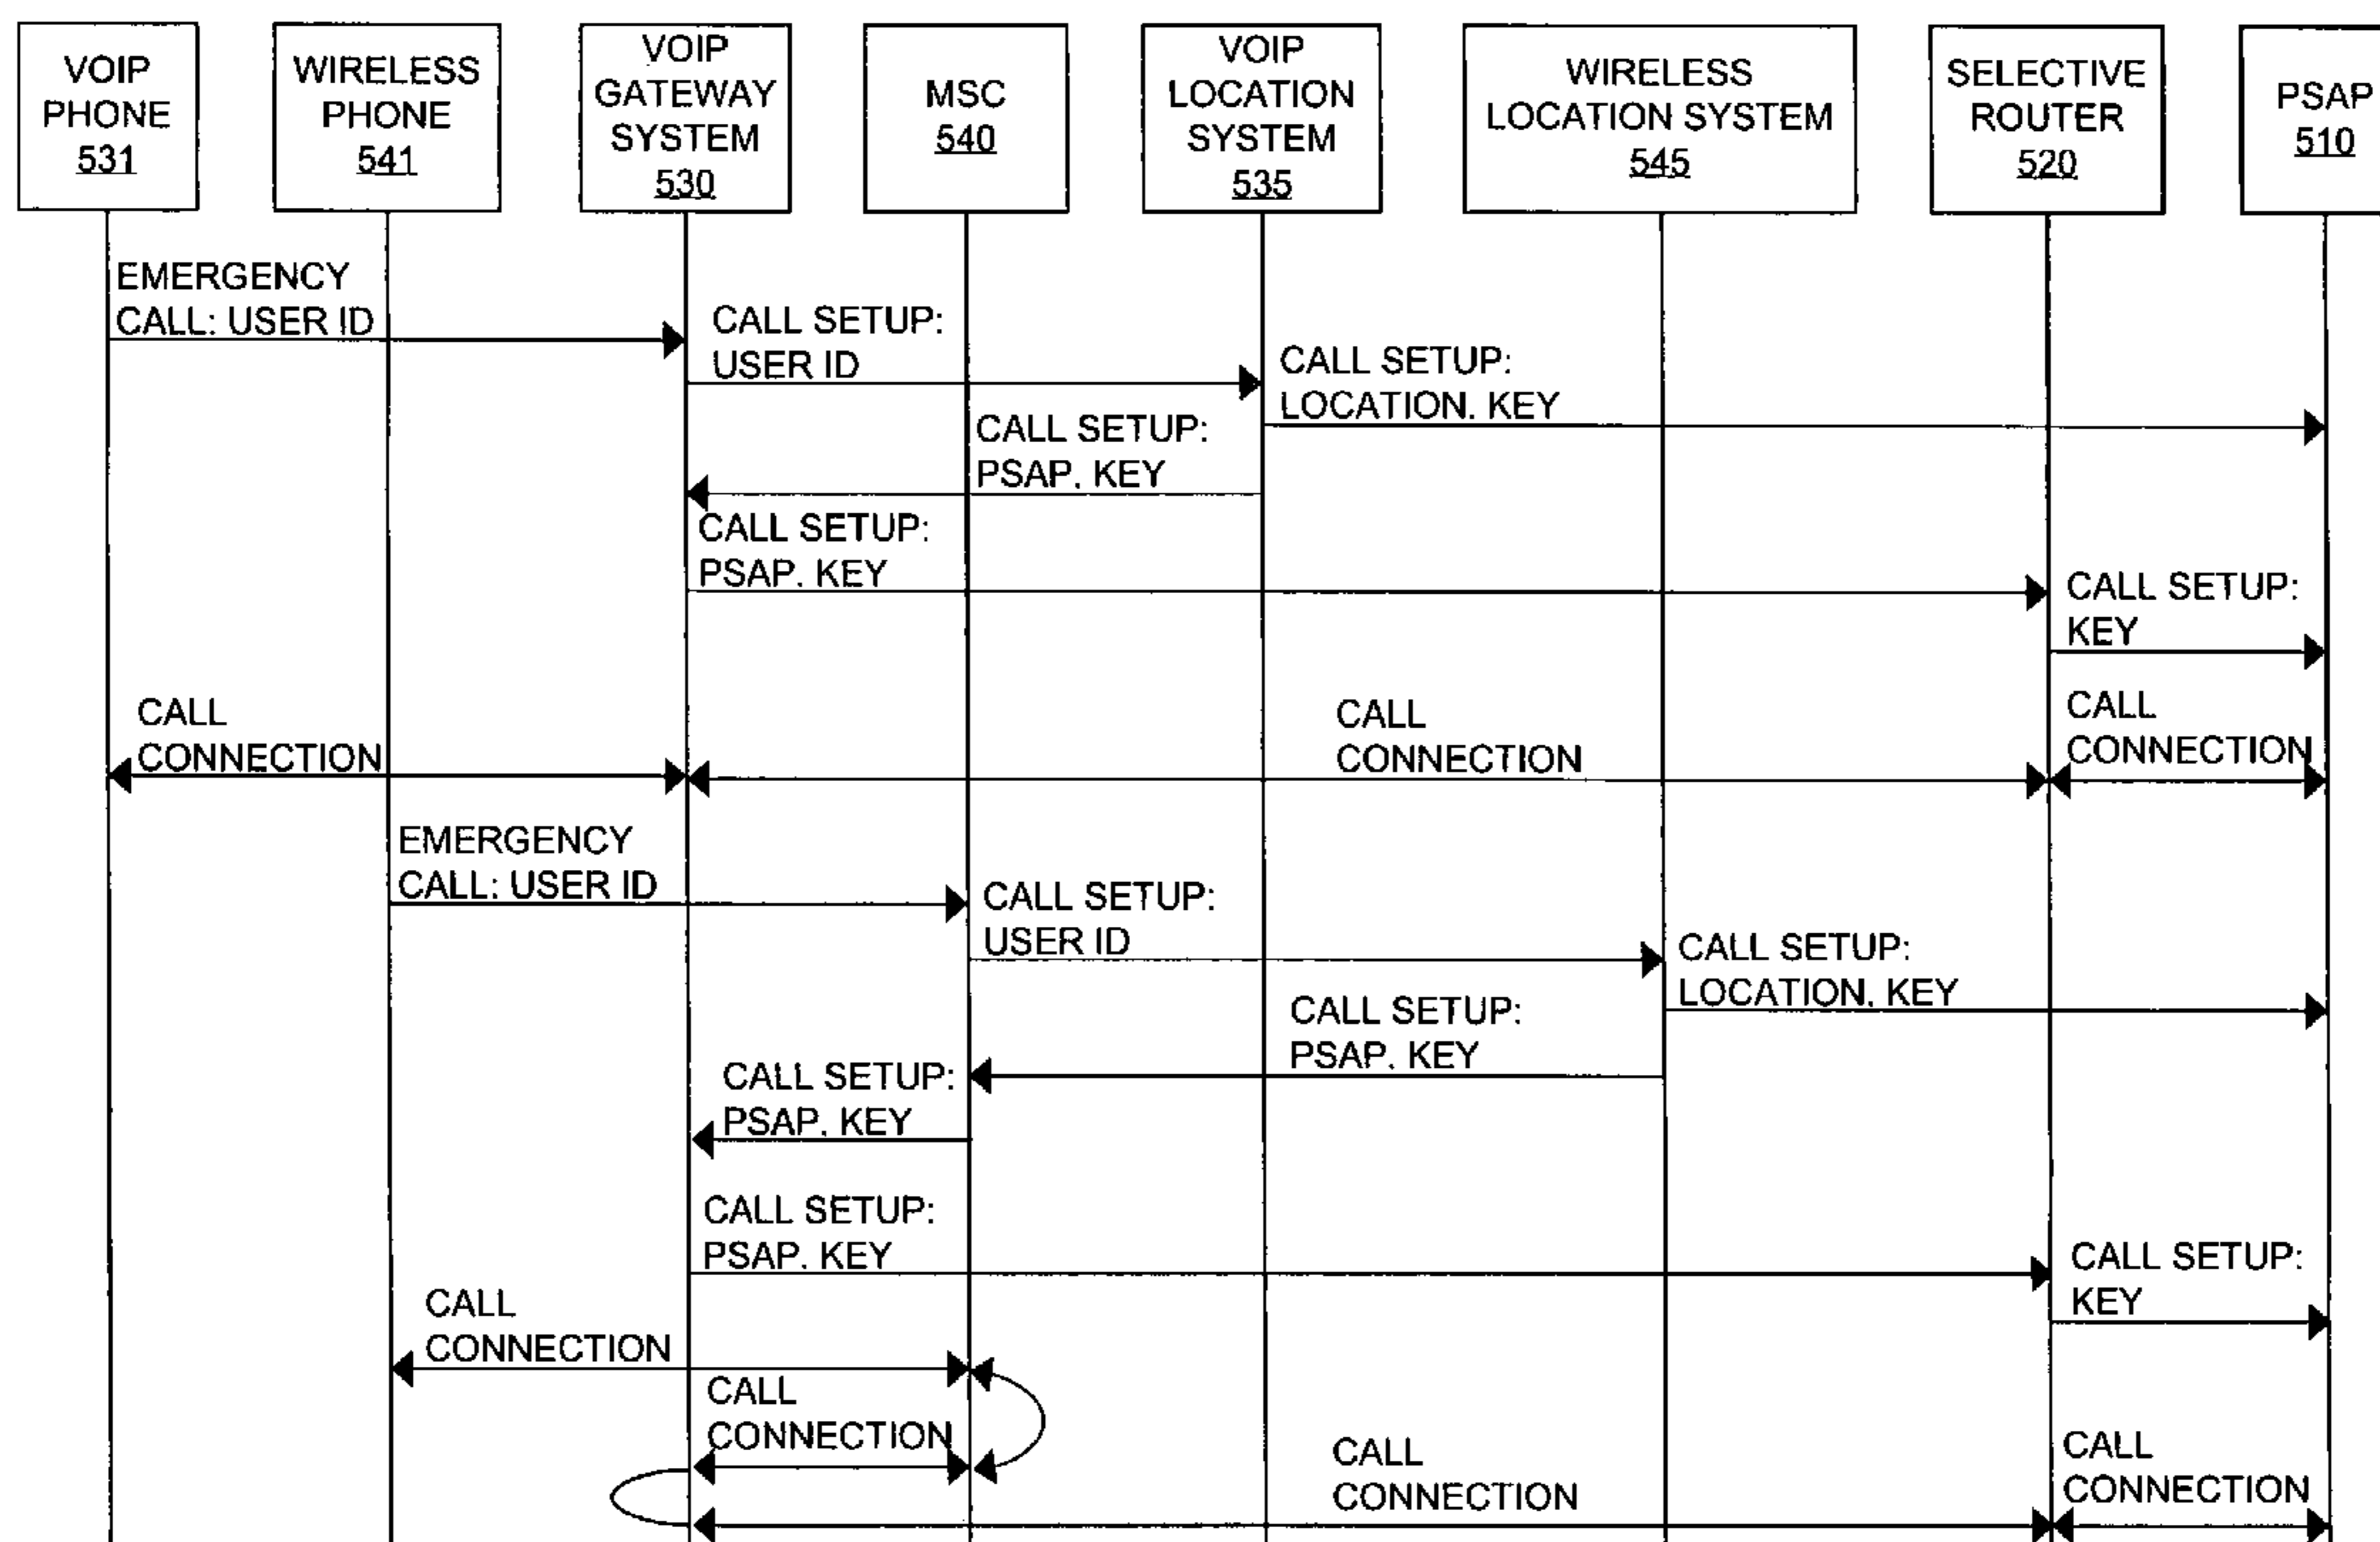 VOIP
PHONE
531
WIRELESS
PHONE
541
VOIP
GATEWAY
SYSTEM
530
MSC
540
VOIP
LOCATION
SYSTEM
535
WIRELESS
LOCATION SYSTEM
545
SELECTIVE
ROUTER
520
PSAP
510
EMERGENCY
CALL: USER ID
CALL SETUP:
USER ID
CALL SETUP:
LOCATION, KEY
CALL SETUP:
PSAP, KEY
CALL SETUP:
PSAP, KEY
CALL SETUP:
KEY
CALL
CONNECTION
CALL
CONNECTION
CALL
CONNECTION
EMERGENCY
CALL: USER ID
CALL SETUP:
USER ID
CALL SETUP:
LOCATION, KEY
CALL SETUP:
PSAP, KEY
CALL SETUP:
PSAP, KEY
CALL SETUP:
PSAP, KEY
CALL SETUP:
KEY
CALL
CONNECTION
CALL
CONNECTION
CALL
CONNECTION
CALL
CONNECTION